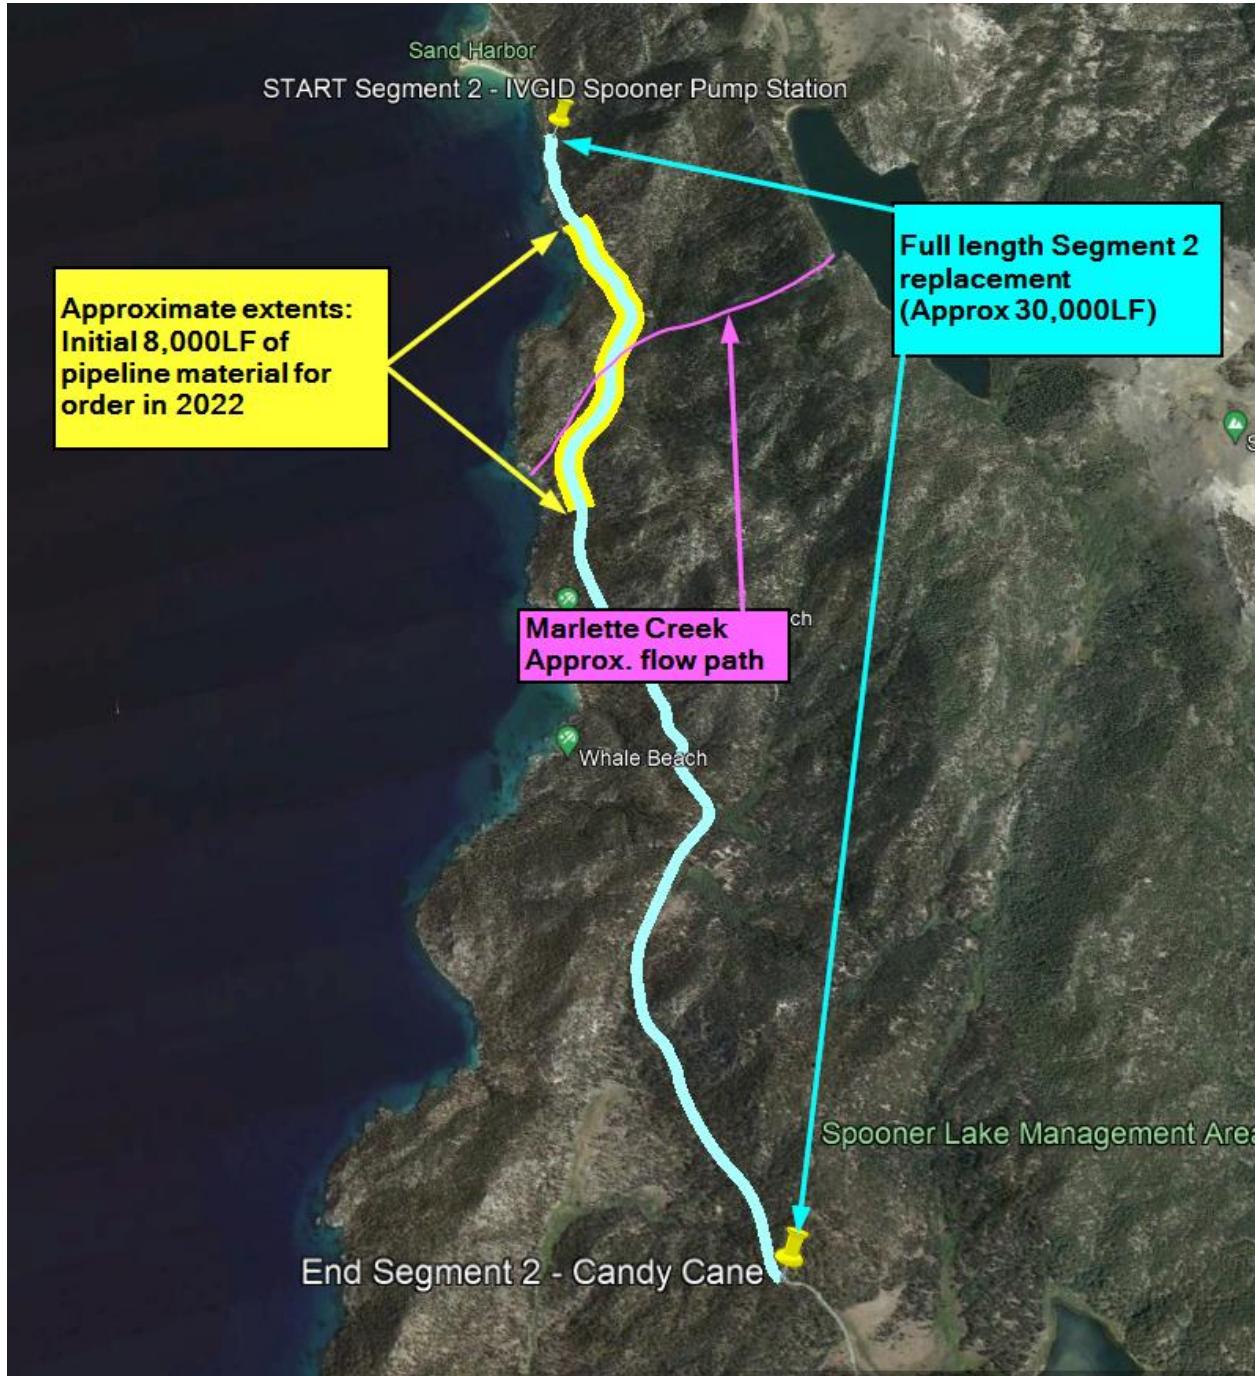 Sand Harbor
START Segment 2 - IVGID Spooner Pump Station
Full length Segment 2
replacement
(Approx 30,000LF)
Approximate extents:
Initial 8,000LF of
pipeline material for
order in 2022
S
Marlette Creek
Approx. flow path
ch
Whale Beach
Spooner Lake Management Area
End Segment 2 - Candy Cane